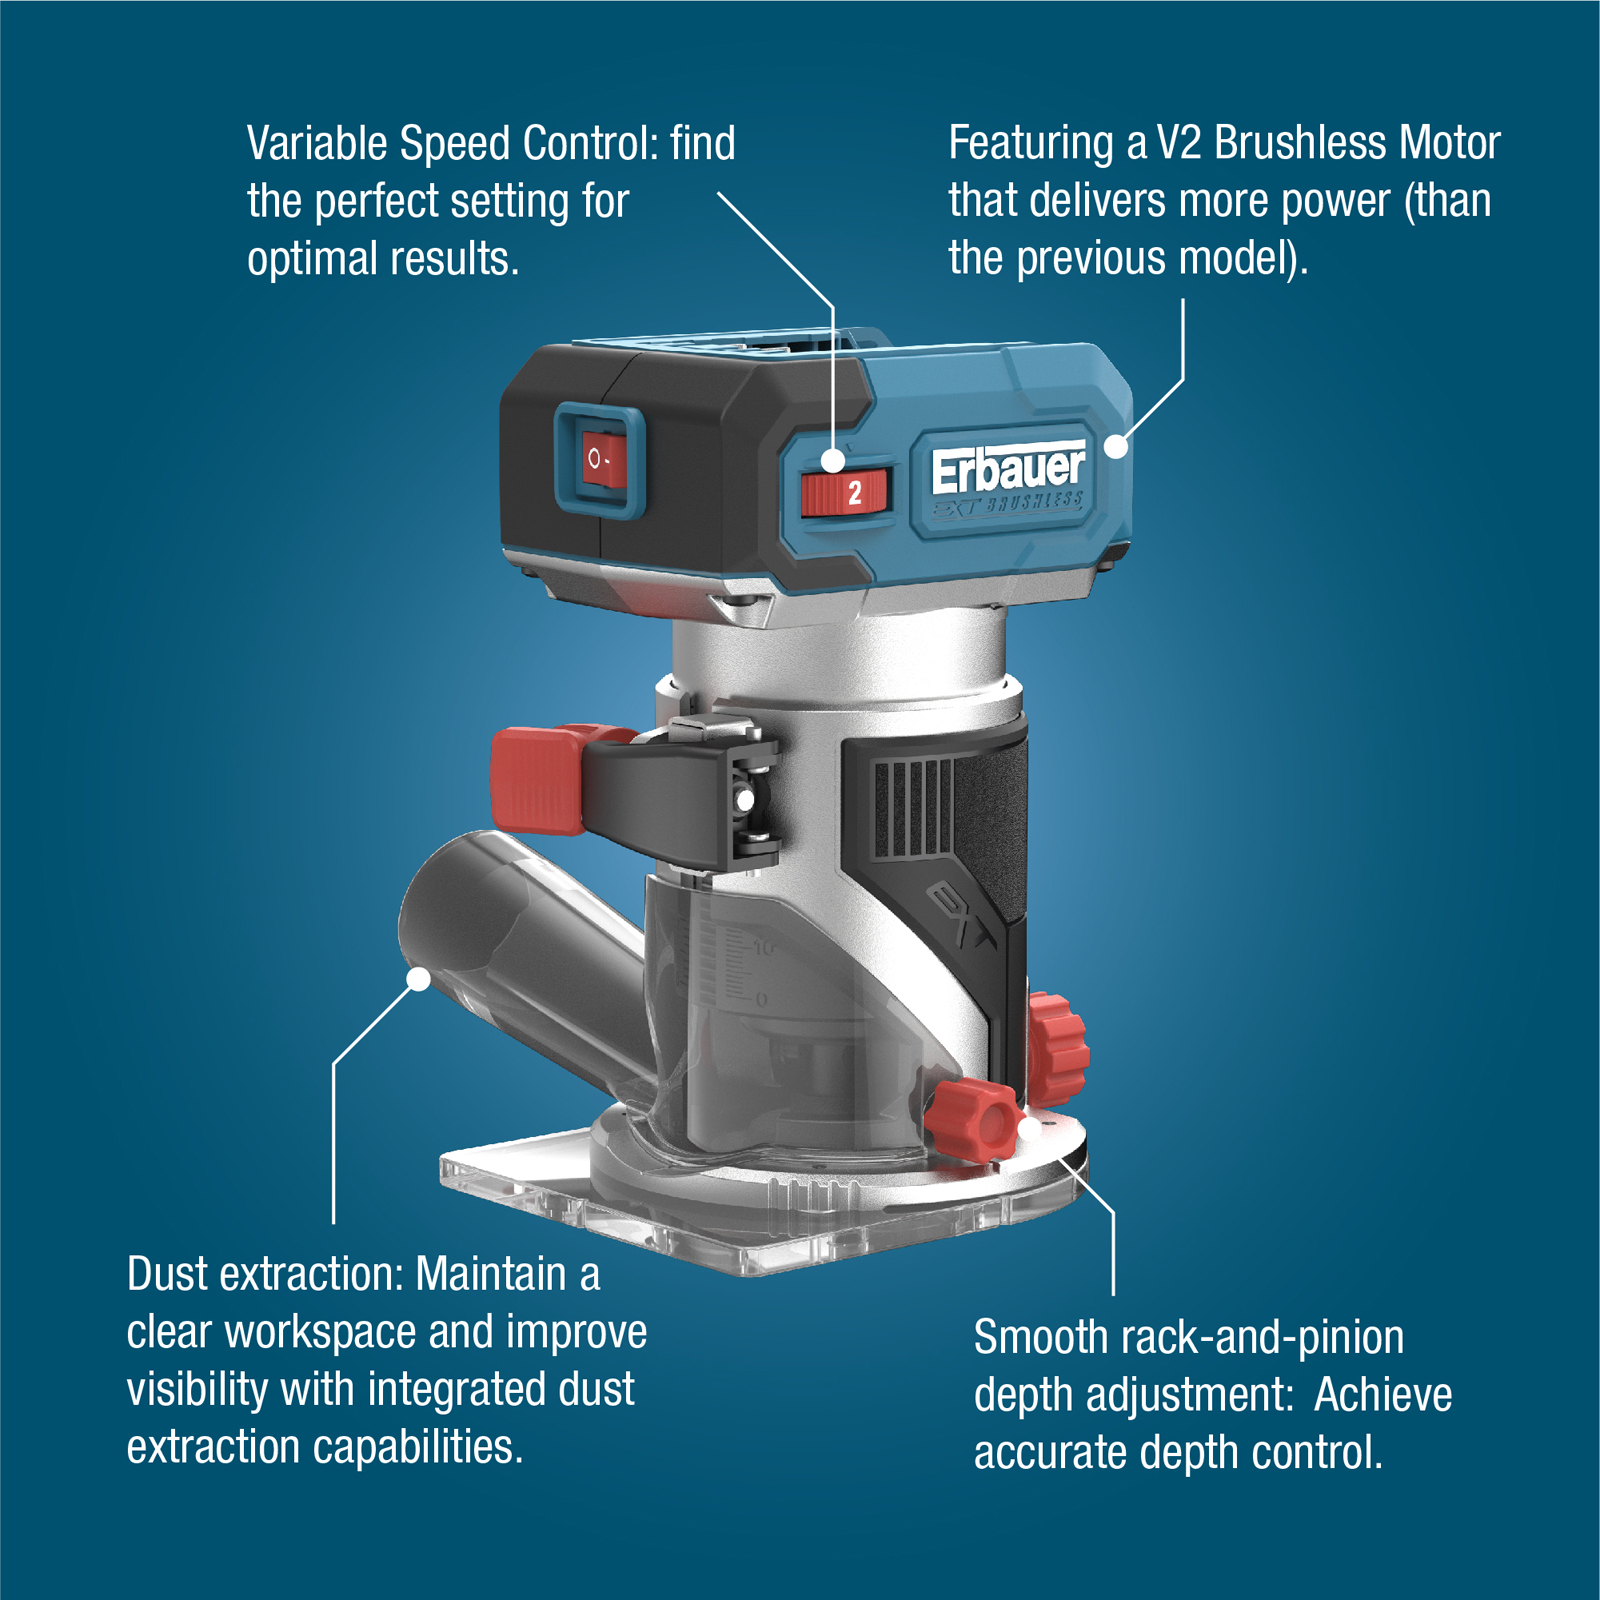 Variable Speed Control: find
the perfect setting for
optimal results.
Featuring a V2 Brushless Motor
that delivers more power (than
the previous model).
O -
2
Erbauer
EXT BRUSHLESS
EXT
10
0
Dust extraction: Maintain a
clear workspace and improve
visibility with integrated dust
extraction capabilities.
Smooth rack-and-pinion
depth adjustment: Achieve
accurate depth control.